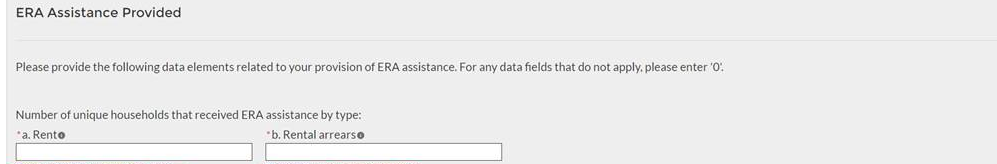 ERA Assistance Provided
Please provide the following data elements related to your provision of ERA assistance. For any data fields that do not apply, please enter '0'.
Number of unique households that received ERA assistance by type:
*a. Rent *b. Rental arrears